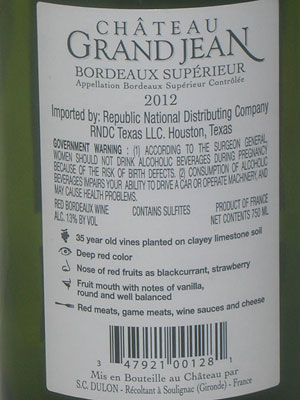 CHÂTEAU
GRAND JEAN
BORDEAUX SUPÉRIEUR
Appellation Bordeaux Supérieur Contrôlée
2012
Imported by: Republic National Distributing Company
RNDC Texas LLC. Houston, Texas
GOVERNMENT WARNING : (1) ACCORDING TO THE SURGEON GENERAL,
WOMEN SHOULD NOT DRINK ALCOHOLIC BEVERAGES DURING PREGNANCY
BECAUSE OF THE RISK OF BIRTH DEFECTS. (2) CONSUMPTION OF ALCOHOLIC
BEVERAGES IMPAIRS YOUR ABILITY TO DRIVE A CAR OR OPERATE MACHINERY, AND
MAY CAUSE HEALTH PROBLEMS.
RED BORDEAUX WINE CONTAINS SULFITES PRODUCT OF FRANCE
ALC. 13% BY VOL NET CONTENTS 750 ML
35 year old vines planted on clayey limestone soil
Deep red color
Nose of red fruits as blackcurrant, strawberry
Fruit mouth with notes of vanilla,
round and well balanced
Red meats, game meats, wine sauces and cheese
3 47921 00128 1
Mis en Bouteille au Château par
S.C. DULON - Récoltant à Soulignac (Gironde) - France